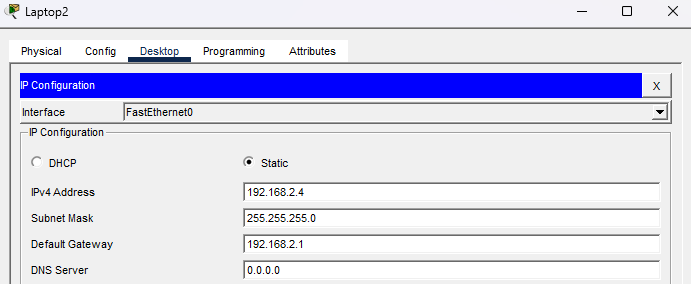 Laptop2
Physical Config Desktop Programming Attributes
IP Configuration X
Interface FastEthernet0
IP Configuration
DHCP Static
IPv4 Address 192.168.2.4
Subnet Mask 255.255.255.0
Default Gateway 192.168.2.1
DNS Server 0.0.0.0